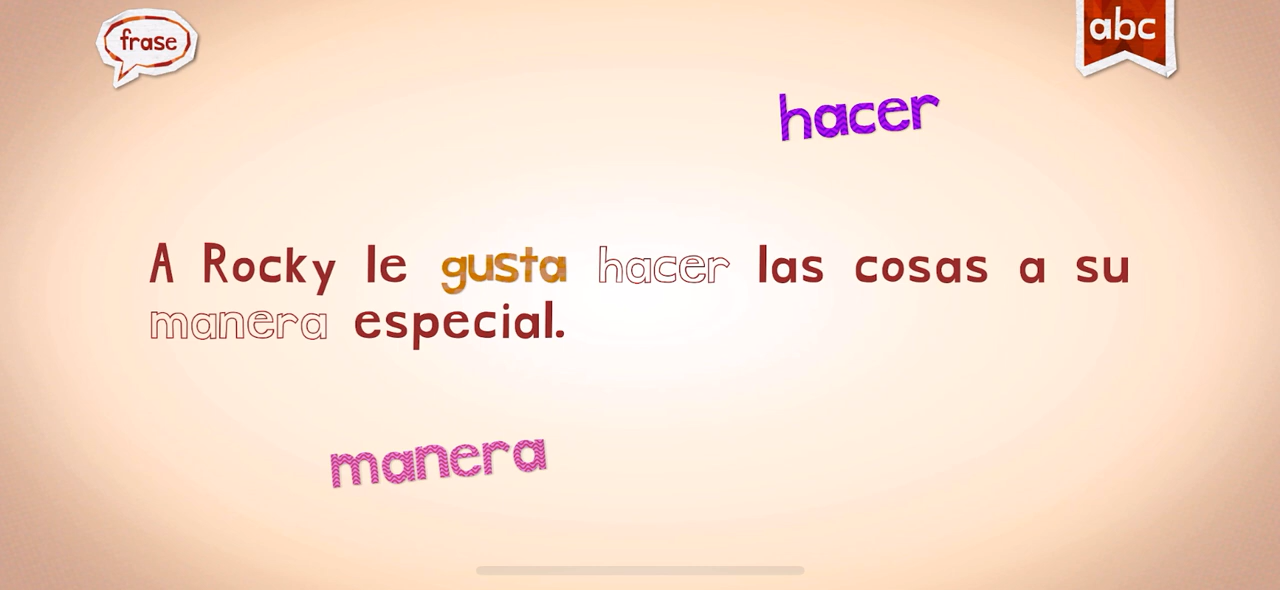 frase
abc
hacer
A Rocky le gusta hacer las cosas a su
manera especial.
manera